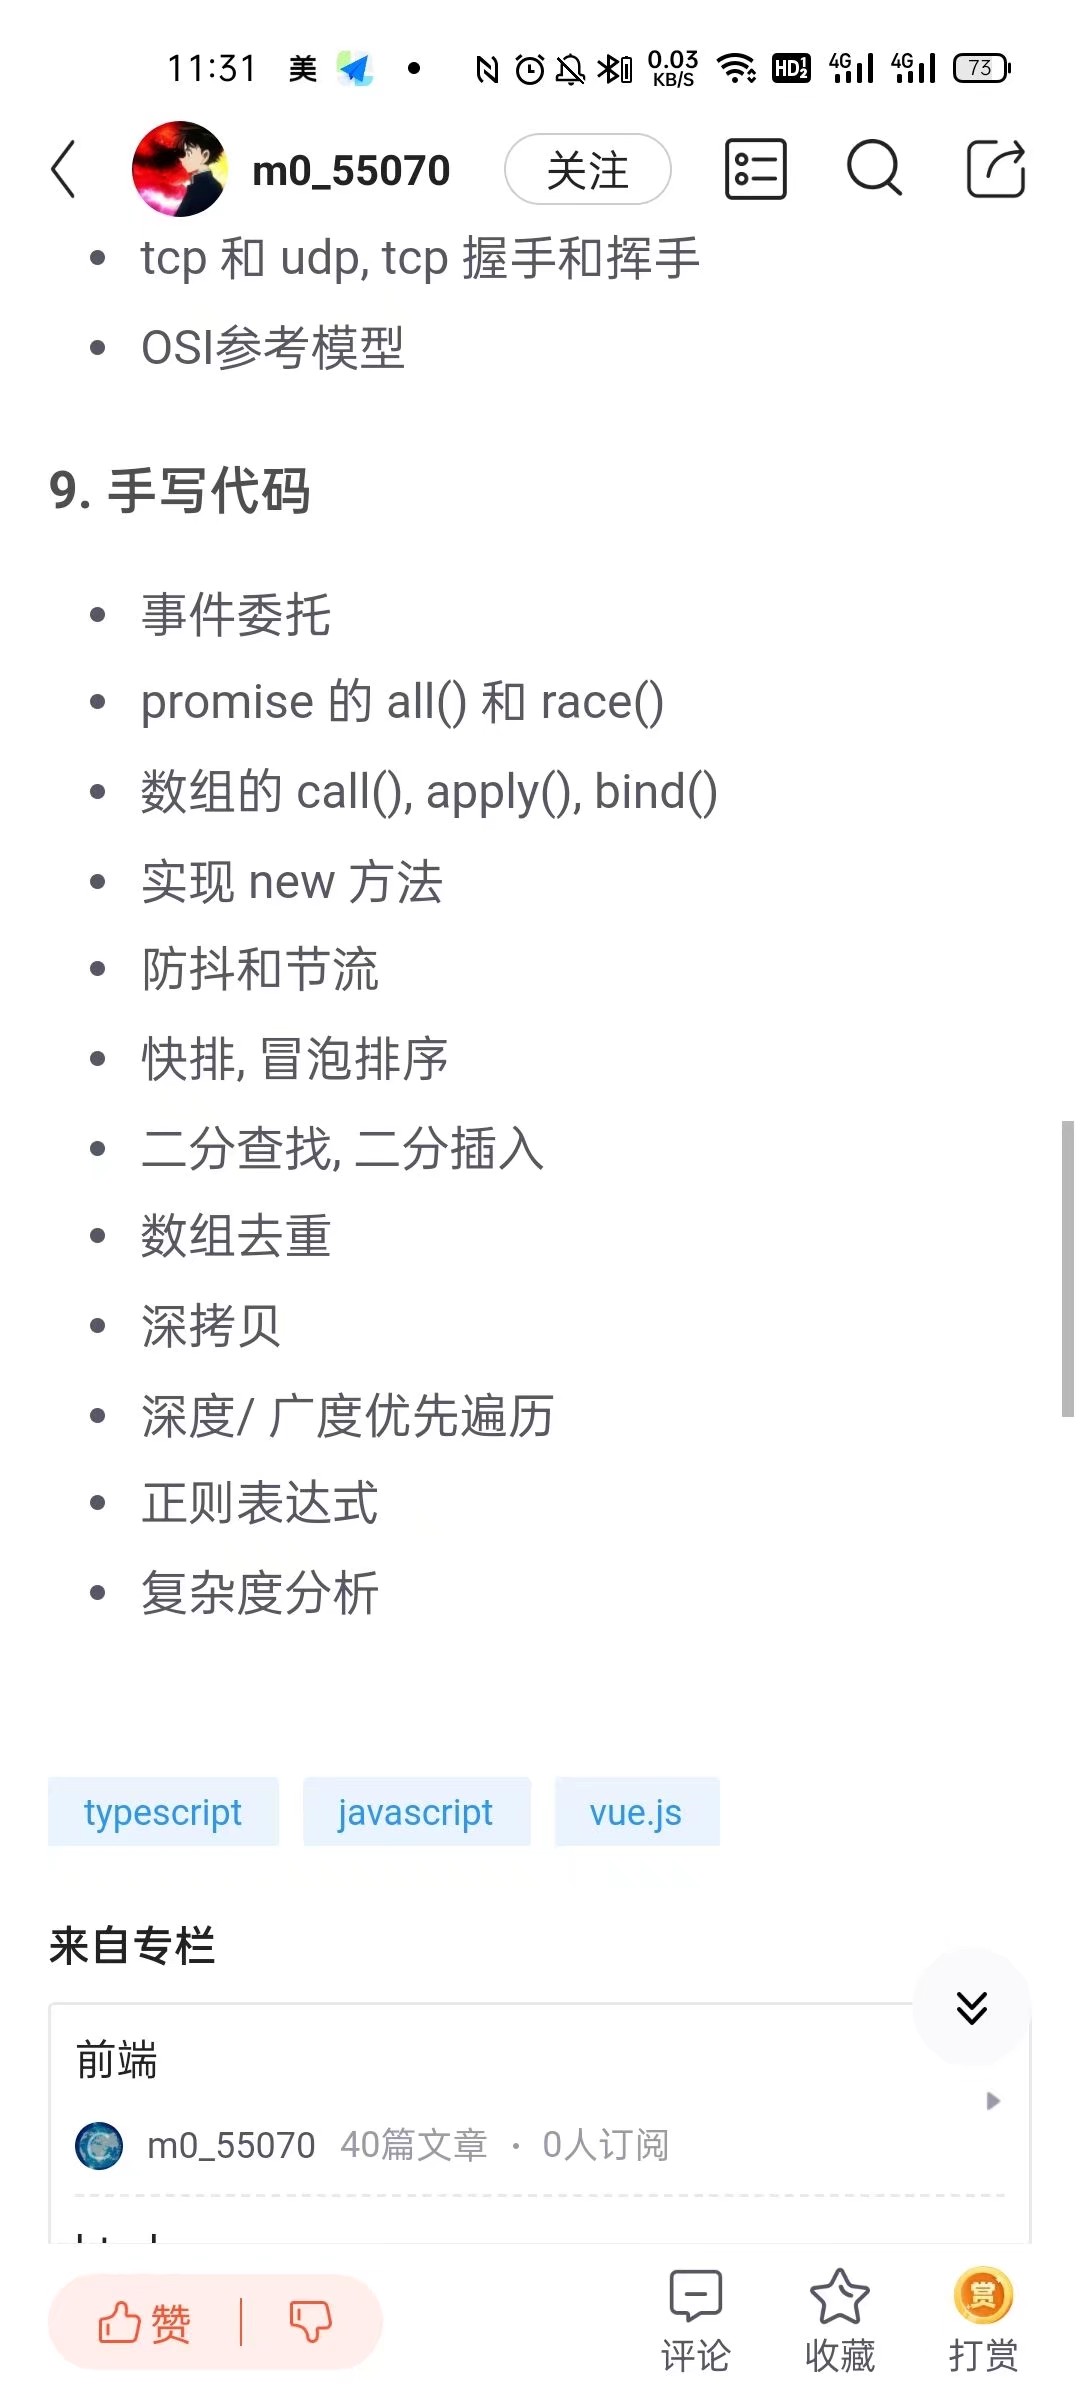 11:31 美 0.03 KB/S HD 1 2 4G 4G 73
m0_55070 关注
tcp 和 udp, tcp 握手和挥手
OSI参考模型
9. 手写代码
事件委托
promise 的 all() 和 race()
数组的 call(), apply(), bind()
实现 new 方法
防抖和节流
快排, 冒泡排序
二分查找, 二分插入
数组去重
深拷贝
深度/ 广度优先遍历
正则表达式
复杂度分析
typescript javascript vue.js
来自专栏
前端
m0_55070 40篇文章 · 0人订阅
赞 评论 收藏 赏 打赏